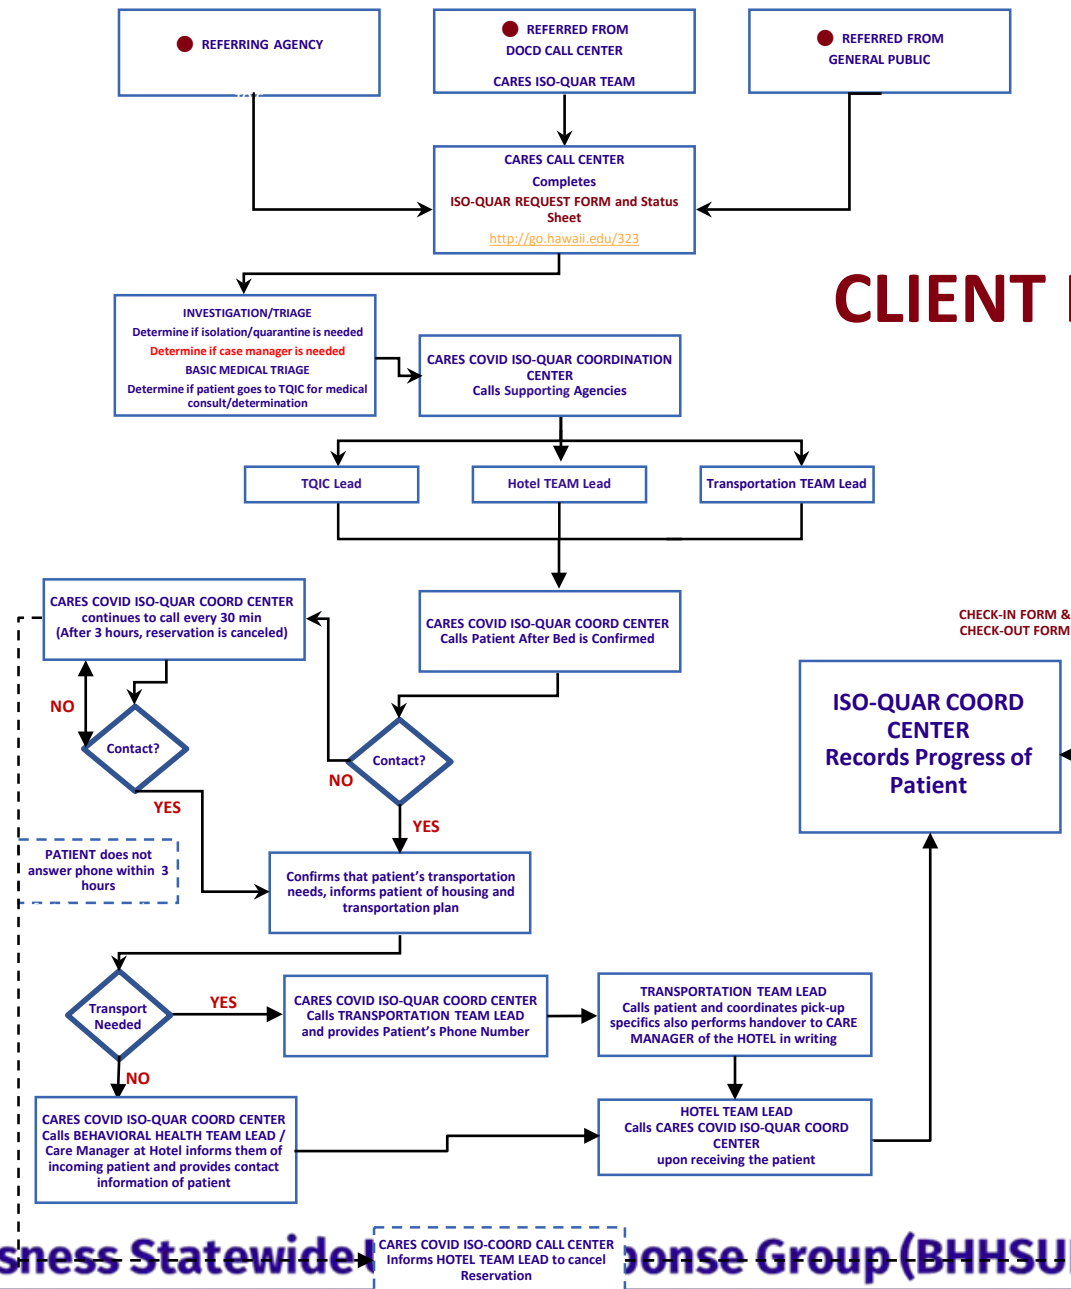 REFERRING AGENCY
REFERRED FROM
DOCD CALL CENTER
CARES ISO-QUAR TEAM
REFERRED FROM
GENERAL PUBLIC
CARES CALL CENTER
Completes
ISO-QUAR REQUEST FORM and Status
Sheet
http://go.hawaii.edu/323
CLIENT
INVESTIGATION/TRIAGE
Determine if isolation/quarantine is needed
Determine if case manager is needed
BASIC MEDICAL TRIAGE
Determine if patient goes to TQIC for medical
consult/determination
CARES COVID ISO-QUAR COORDINATION
CENTER
Calls Supporting Agencies
TQIC Lead
Hotel TEAM Lead
Transportation TEAM Lead
CARES COVID ISO-QUAR COORD CENTER
continues to call every 30 min
(After 3 hours, reservation is canceled)
CARES COVID ISO-QUAR COORD CENTER
Calls Patient After Bed is Confirmed
CHECK-IN FORM &
CHECK-OUT FORM
ISO-QUAR COORD
CENTER
Records Progress of
Patient
NO
Contact?
YES
Contact?
NO
YES
PATIENT does not
answer phone within 3
hours
Confirms that patient's transportation
needs, informs patient of housing and
transportation plan
Transport
Needed
YES
NO
CARES COVID ISO-QUAR COORD CENTER
Calls TRANSPORTATION TEAM LEAD
and provides Patient's Phone Number
TRANSPORTATION TEAM LEAD
Calls patient and coordinates pick-up
specifics also performs handover to CARE
MANAGER of the HOTEL in writing
CARES COVID ISO-QUAR COORD CENTER
Calls BEHAVIORAL HEALTH TEAM LEAD /
Care Manager at Hotel informs them of
incoming patient and provides contact
information of patient
HOTEL TEAM LEAD
Calls CARES COVID ISO-QUAR COORD
CENTER
upon receiving the patient
CARES COVID ISO-COORD CALL CENTER
Informs HOTEL TEAM LEAD to cancel
Reservation
sness Statewide ponse Group (BHHSU